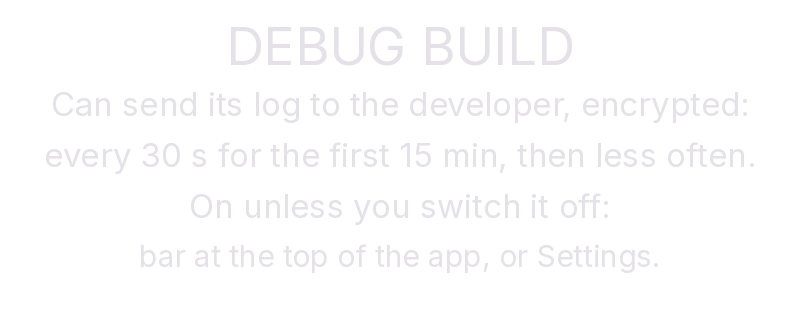 DEBUG BUILD
Can send its log to the developer, encrypted:
every 30 s for the first 15 min, then less often.
On unless you switch it off:
bar at the top of the app, or Settings.